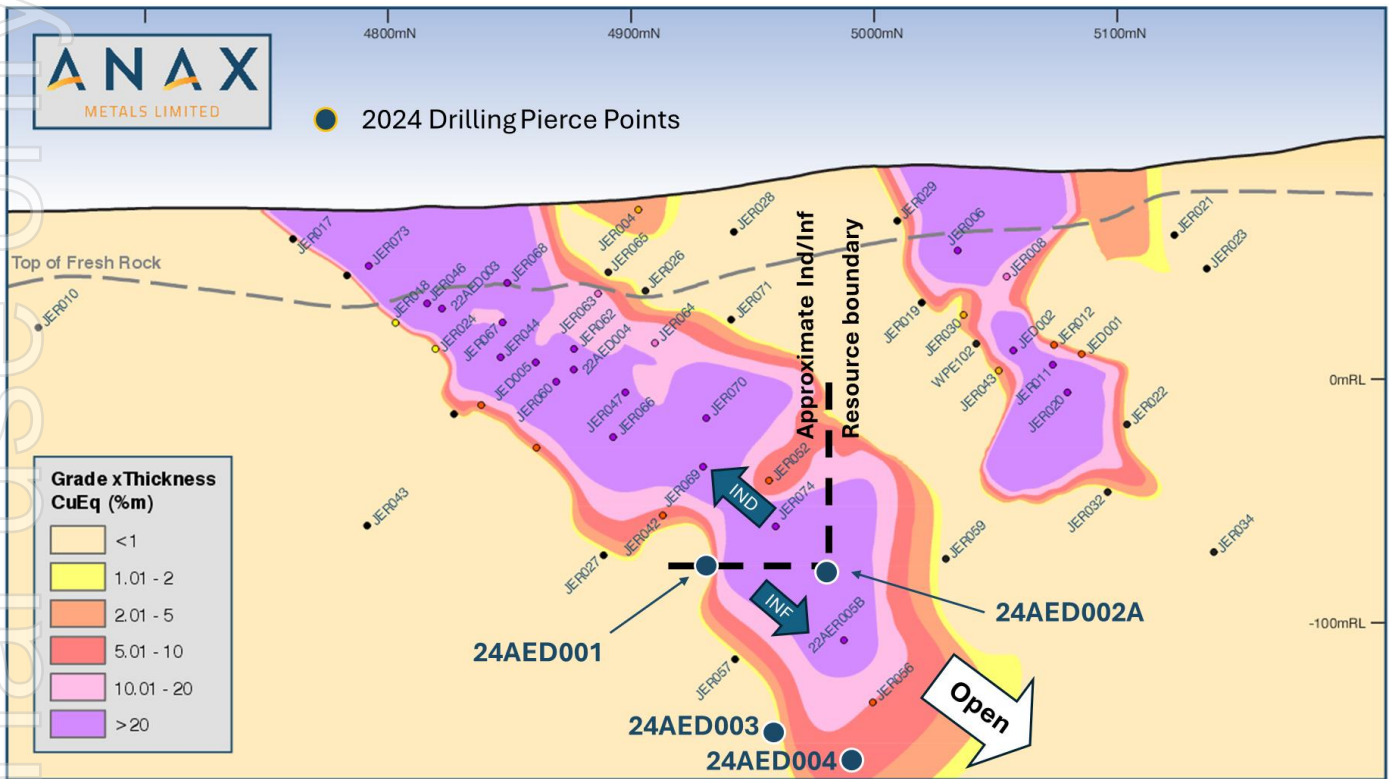 4800mN
4900mN
5000mN
5100mN
ANAX
METALS LIMITED
2024 Drilling Pierce Points
JER017
JER073
JER004
JER065
JER028
JER026
JER029
JER006
JER008
JER021
JER023
Top of Fresh Rock
JER010
JER018
JER046
22AED003
JER068
JER024
JER067
JER044
JER063
JER062
22AED004
JER064
JER071
Approximate Ind/Inf
Resource boundary
JER019
JER030
WPE102
JER043
JED002
JER012
JED001
JER011
JER020
JER022
0mRL
JED005
JER060
JER047
JER066
JER070
JER069
JER052
JER074
IND
JER042
JER027
JER043
JER059
JER032
JER034
Grade xThickness
CuEq (%m)
<1
1.01 - 2
2.01 - 5
5.01 - 10
10.01 - 20
>20
INF
22AER005B
24AED001
24AED002A
-100mRL
JER057
JER056
Open
24AED003
24AED004